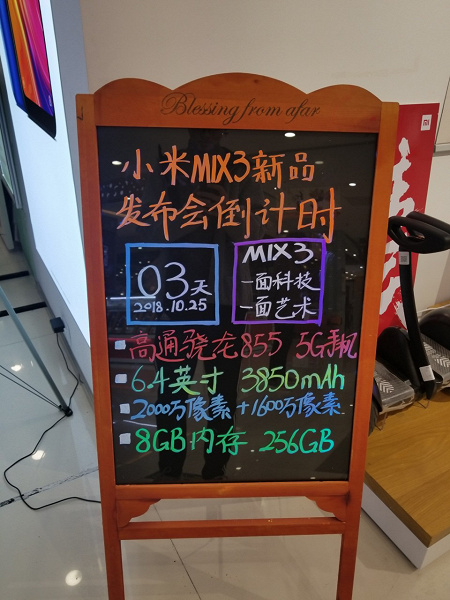 Blessing from afar
小米MIX3新品
发布会倒计时
03天
2018.10.25
MIX3
一面科技
一面艺术
高通骁龙855 5G手机
6.4英寸 3850mAh
2000万像素+1600万像素
8GB内存 256GB